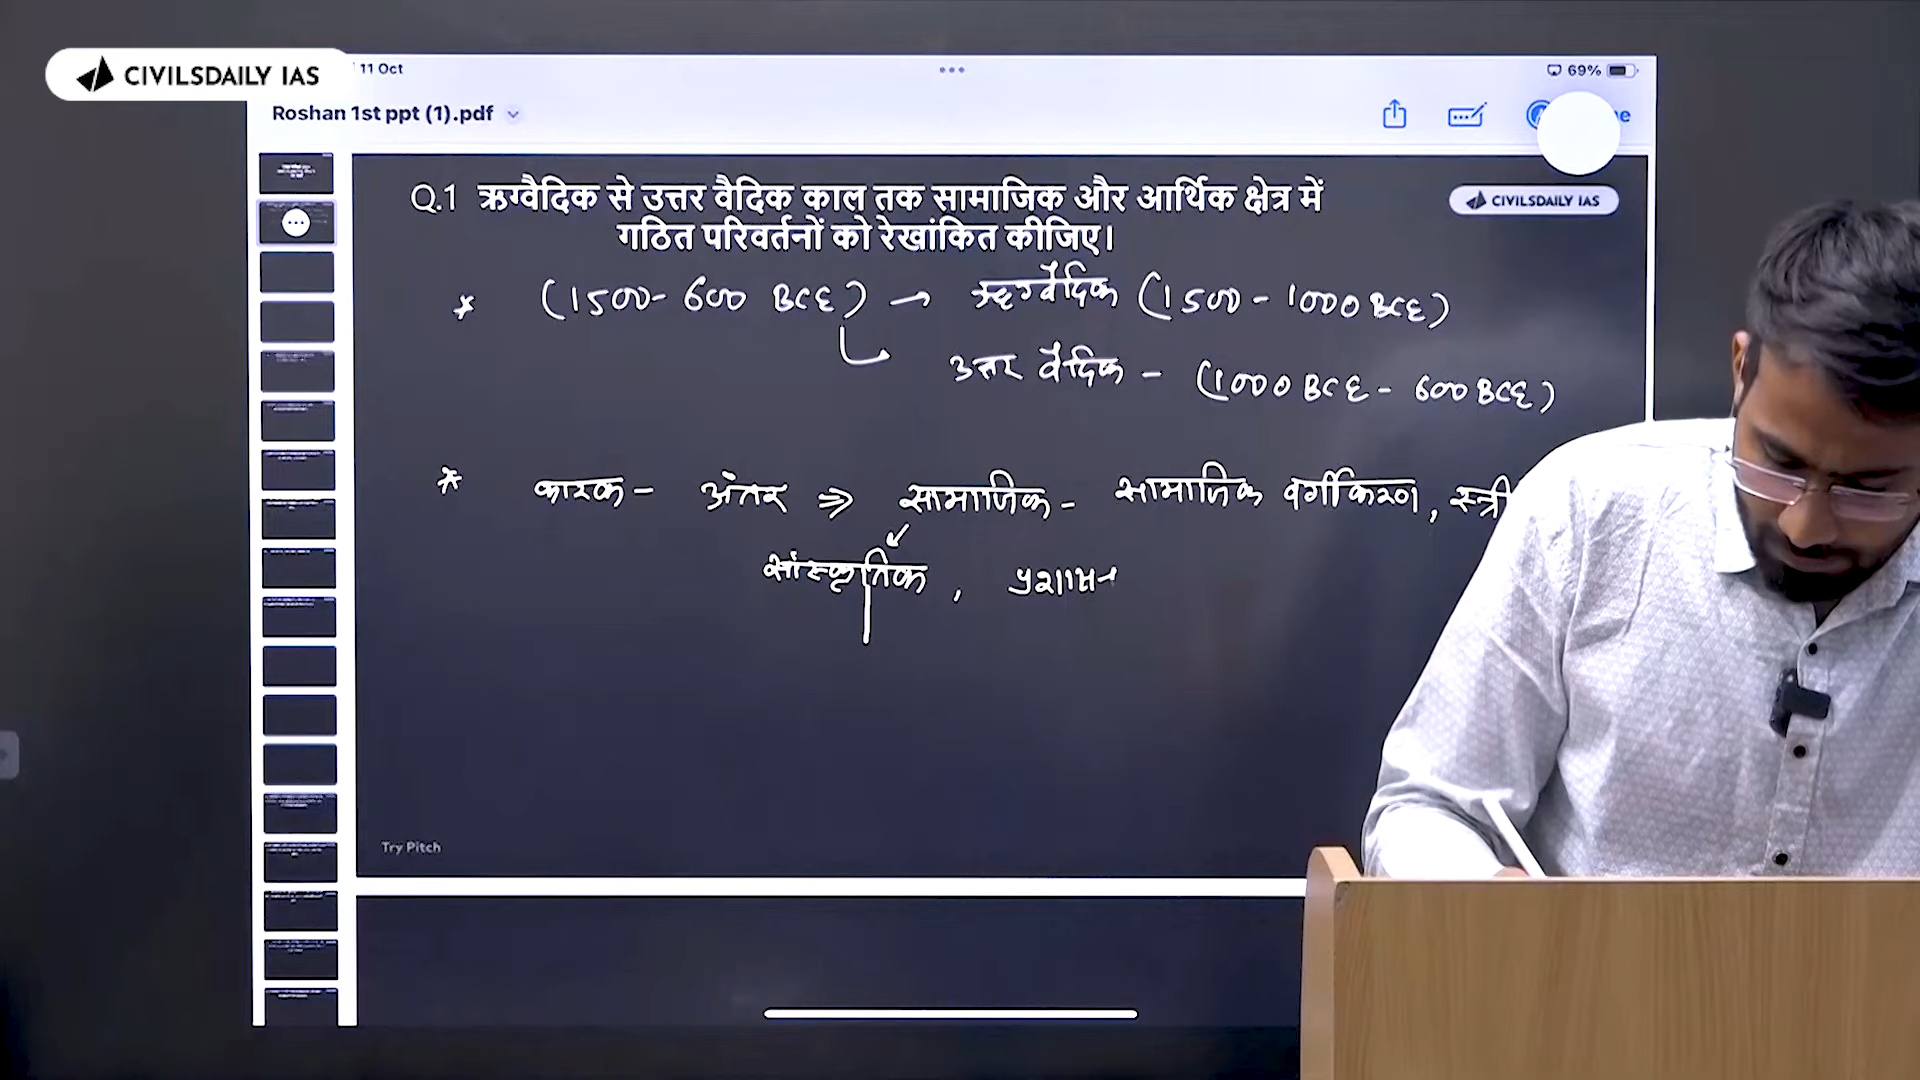 CIVILSDAILY IAS
11 Oct
69%
Roshan 1st ppt (1).pdf
Q.1 ऋग्वैदिक से उत्तर वैदिक काल तक सामाजिक और आर्थिक क्षेत्र में
गठित परिवर्तनों को रेखांकित कीजिए।
CIVILSDAILY IAS
* (1500- 600 BCE) → ऋग्वैदिक (1500 - 1000 BCE)
उत्तर वैदिक - (1000 BCE - 600 BCE)
* कारक - अंतर ⇒ सामाजिक - सामाजिक वर्गीकरण, स्त्री
सांस्कृतिक ,
Try Pitch